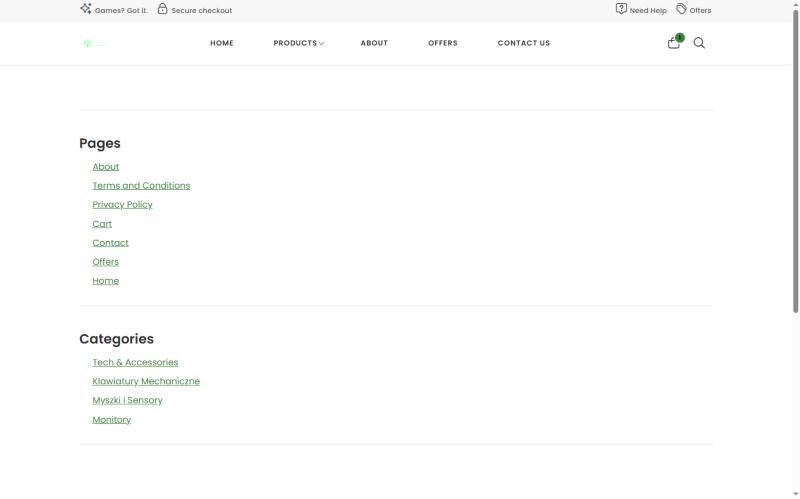 Games? Got it. Secure checkout Need Help Offers
HOME PRODUCTS ABOUT OFFERS CONTACT US
Pages
About
Terms and Conditions
Privacy Policy
Cart
Contact
Offers
Home
Categories
Tech & Accessories
Klawiatury Mechaniczne
Myszki i Sensory
Monitory